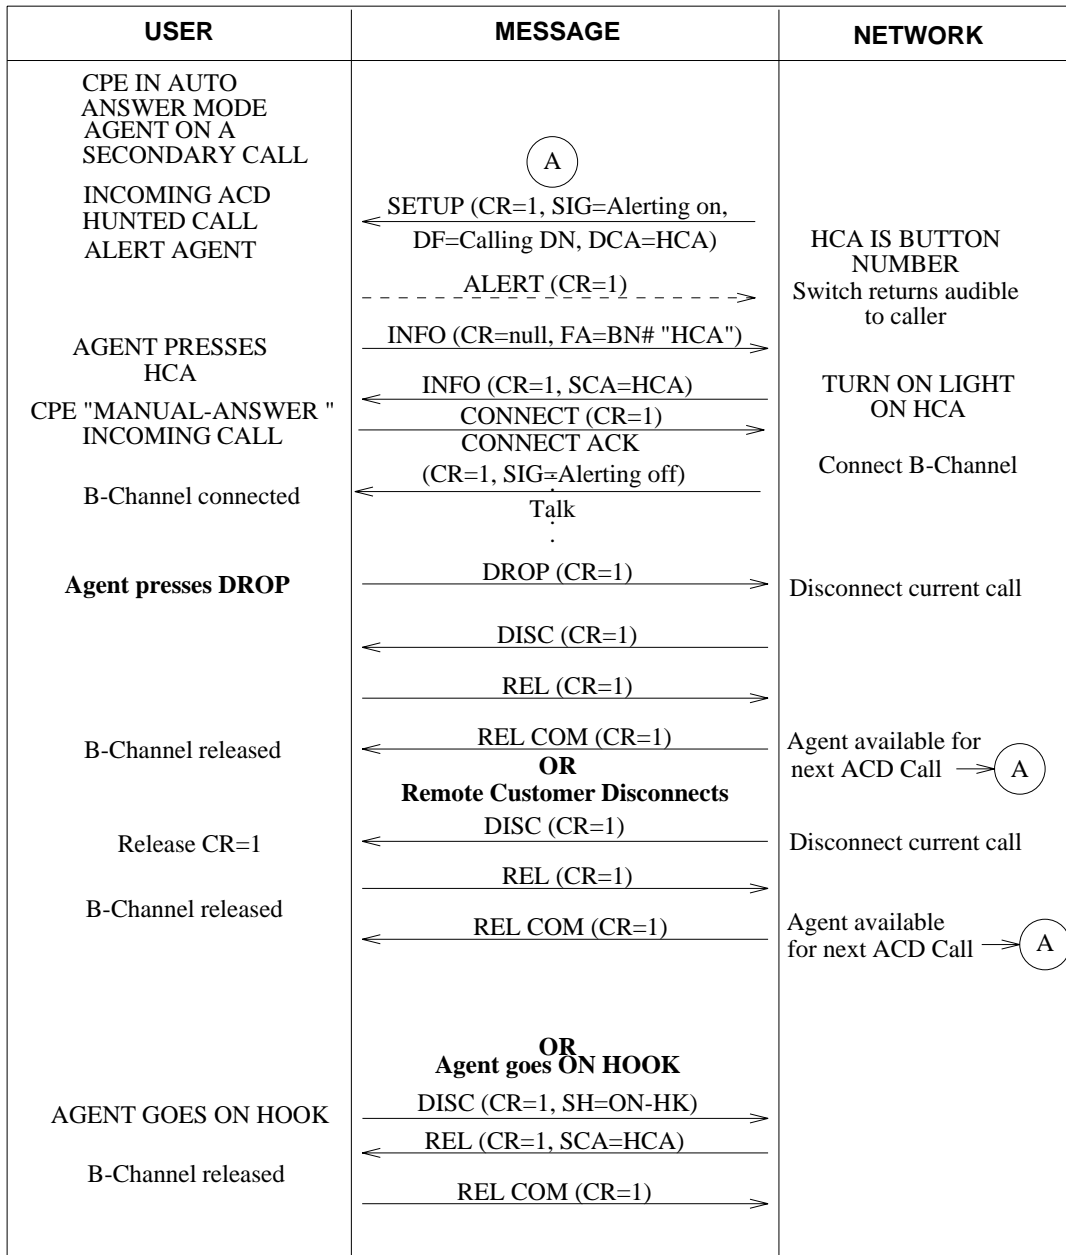 USER
MESSAGE
NETWORK
CPE IN AUTO
ANSWER MODE
AGENT ON A
SECONDARY CALL
A
INCOMING ACD
HUNTED CALL
ALERT AGENT
SETUP (CR=1, SIG=Alerting on,
DF=Calling DN, DCA=HCA)
HCA IS BUTTON
NUMBER
ALERT (CR=1)
Switch returns audible
to caller
INFO (CR=null, FA=BN# "HCA")
AGENT PRESSES
HCA
INFO (CR=1, SCA=HCA)
TURN ON LIGHT
ON HCA
CPE "MANUAL-ANSWER "
INCOMING CALL
CONNECT (CR=1)
CONNECT ACK
(CR=1, SIG=Alerting off)
Connect B-Channel
B-Channel connected
Talk
Agent presses DROP
DROP (CR=1)
Disconnect current call
DISC (CR=1)
REL (CR=1)
B-Channel released
REL COM (CR=1)
Agent available for
next ACD Call
A
OR
Remote Customer Disconnects
Release CR=1
DISC (CR=1)
Disconnect current call
REL (CR=1)
B-Channel released
REL COM (CR=1)
Agent available
for next ACD Call
A
OR
Agent goes ON HOOK
AGENT GOES ON HOOK
DISC (CR=1, SH=ON-HK)
REL (CR=1, SCA=HCA)
B-Channel released
REL COM (CR=1)